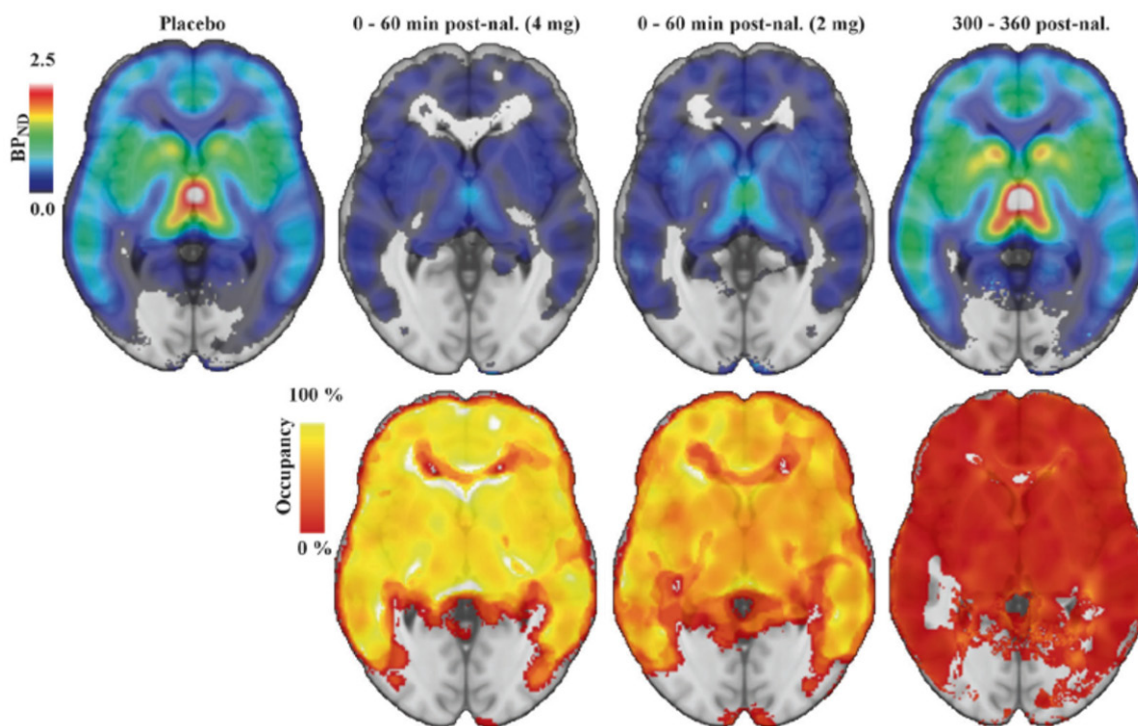 Placebo
0 - 60 min post-nal. (4 mg)
0 - 60 min post-nal. (2 mg)
300 - 360 post-nal.
2.5
BPND
0.0
100 %
Occupancy
0 %